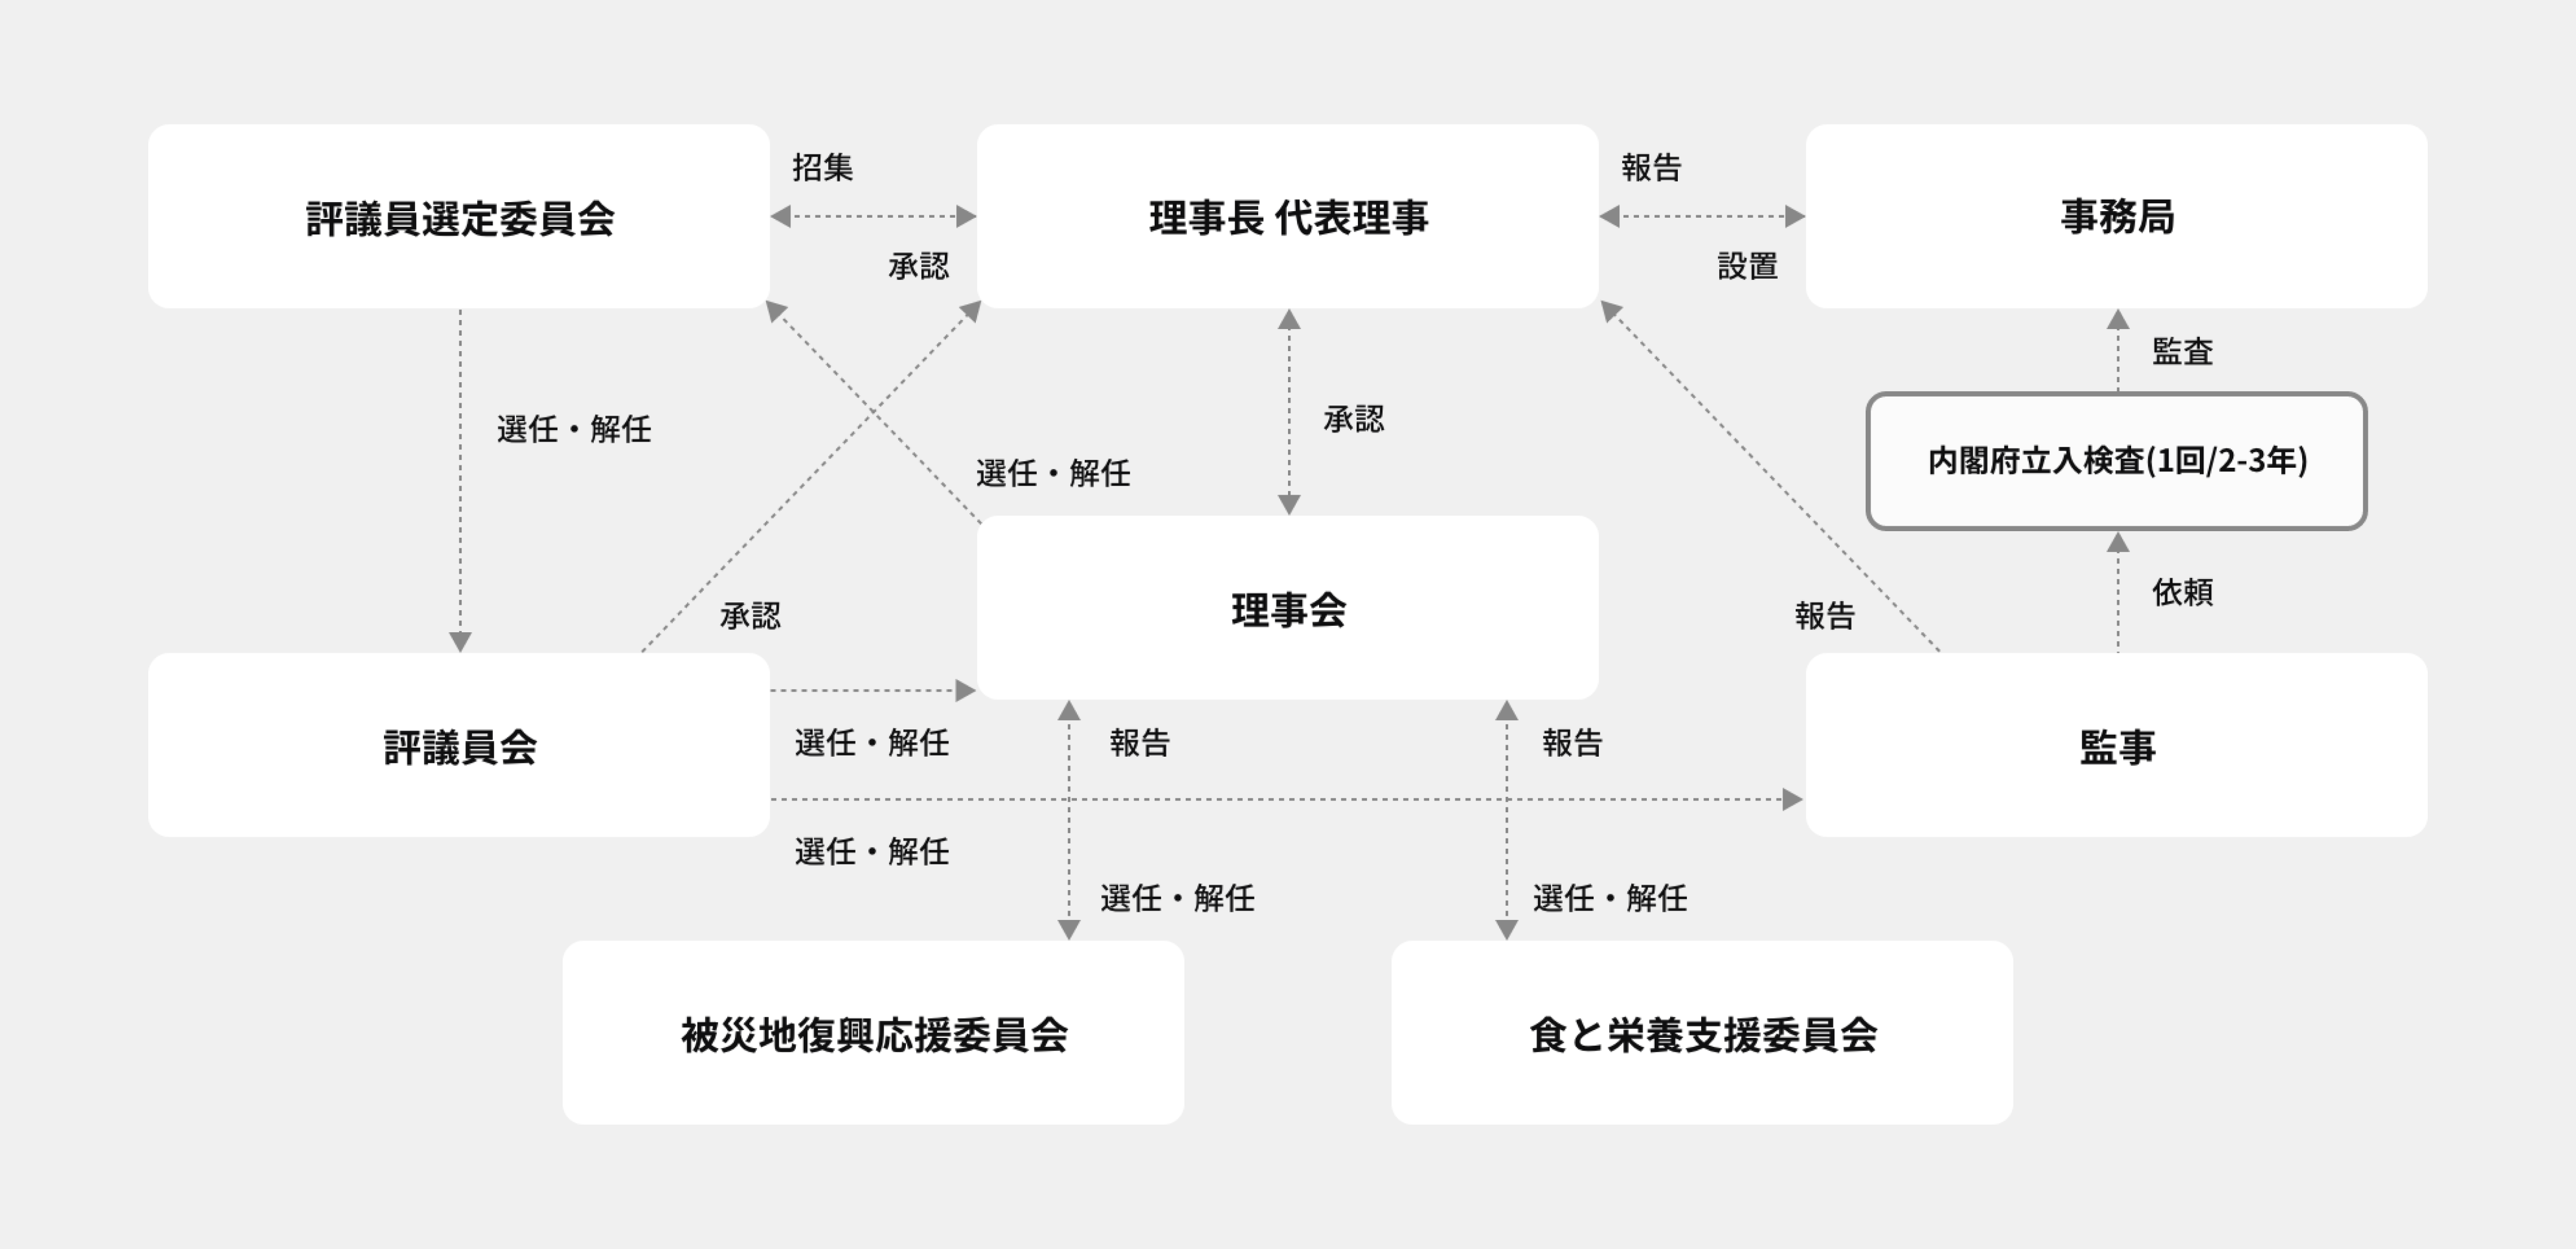 招集
報告
評議員選定委員会
理事長 代表理事
事務局
承認
設置
監査
選任・解任
承認
内閣府立入検査(1回/2-3年)
選任・解任
依頼
理事会
承認
報告
選任・解任
報告
報告
評議員会
監事
選任・解任
選任・解任
選任・解任
被災地復興応援委員会
食と栄養支援委員会